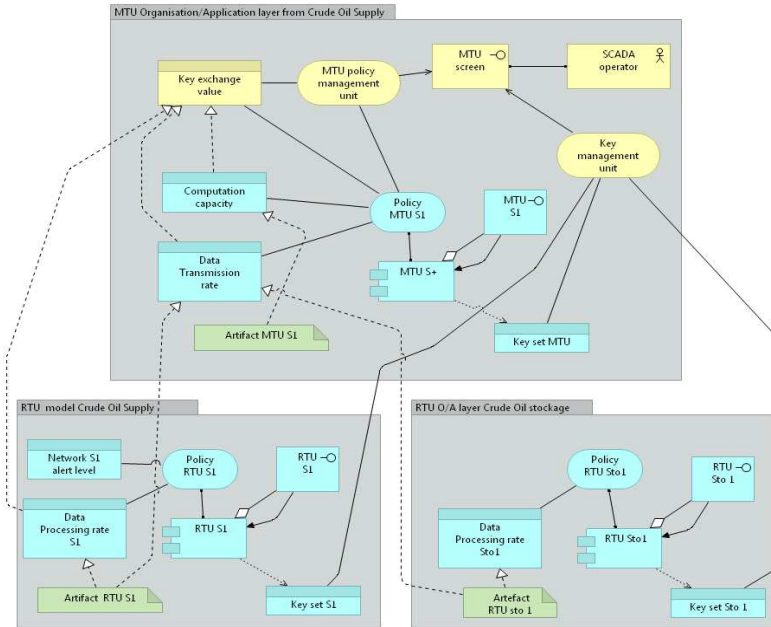 MTU Organisation/Application layer from Crude Oil Supply
Key exchange
value
MTU policy
management
unit
MTU
screen
SCADA
operator
Key
management
unit
Computation
capacity
Policy
MTU S1
MTU
S1
Data
Transmission
rate
MTU S+
Artifact MTU S1
Key set MTU
RTU model Crude Oil Supply
Network S1
alert level
Policy
RTU S1
RTU
S1
Data
Processing rate
S1
RTU S1
Artifact RTU S1
Key set S1
RTU O/A layer Crude Oil stockage
Policy
RTU Sto1
RTU
Sto 1
Data
Processing rate
Sto1
RTU Sto1
Artefact
RTU sto 1
Key set Sto 1